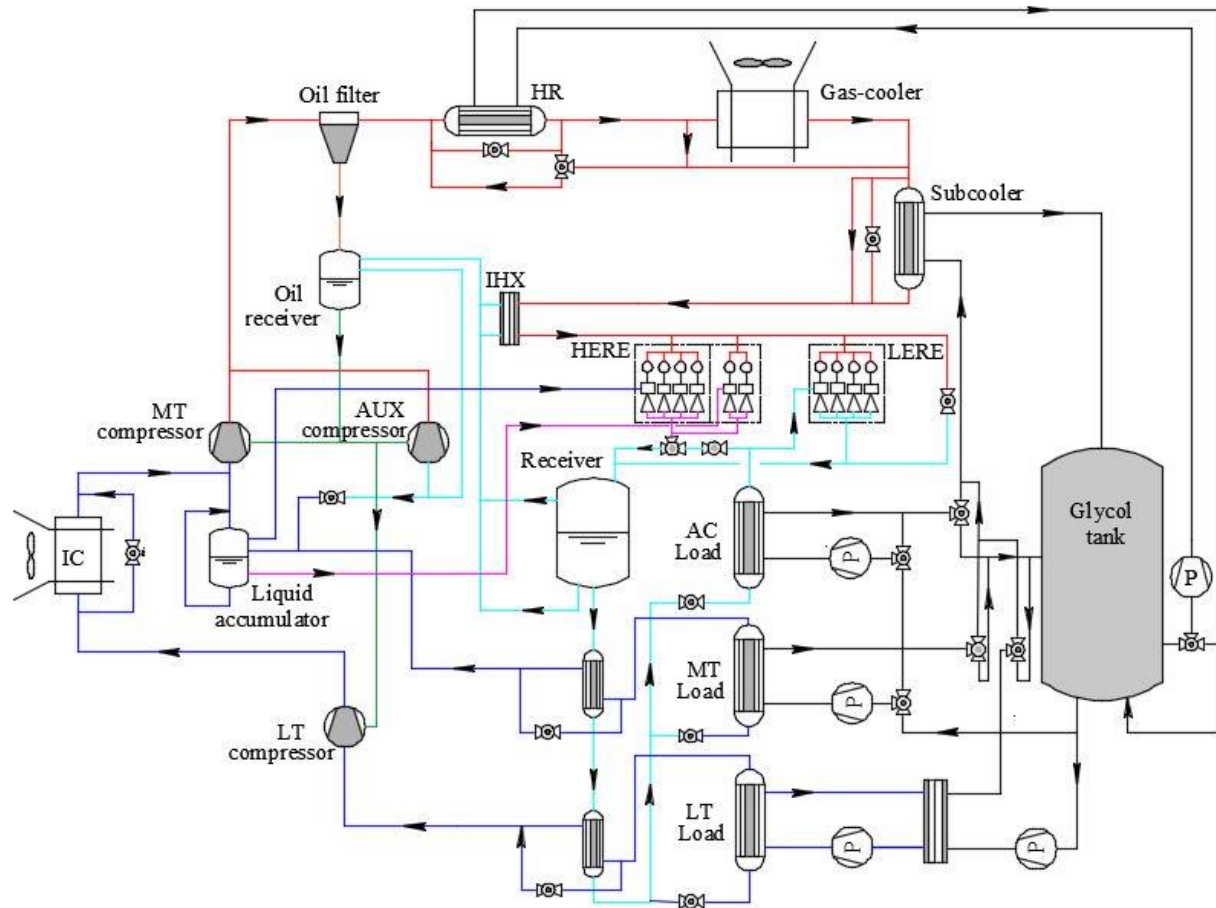 Oil filter
HR
Gas-cooler
Subcooler
Oil
receiver
IHX
HERE
LERE
MT
compressor
AUX
compressor
Receiver
IC
Liquid
accumulator
AC
Load
P
Glycol
tank
P
MT
Load
P
LT
compressor
LT
Load
P
P